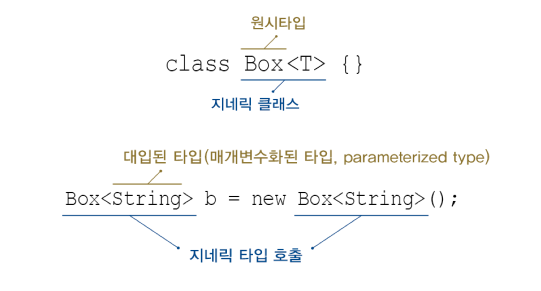 원시타입
class Box<T> {}
지네릭 클래스
대입된 타입(매개변수화된 타입, parameterized type)
Box<String> b = new Box<String>();
지네릭 타입 호출